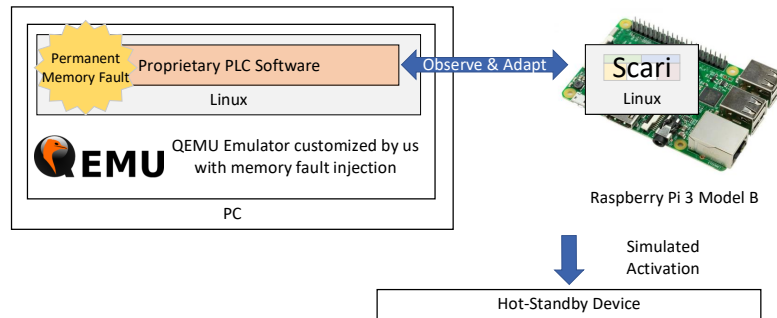 Permanent
Memory Fault
Proprietary PLC Software
Linux
Observe & Adapt
Scari
Linux
QEMU
QEMU Emulator customized by us
with memory fault injection
PC
Raspberry Pi 3 Model B
Simulated
Activation
Hot-Standby Device